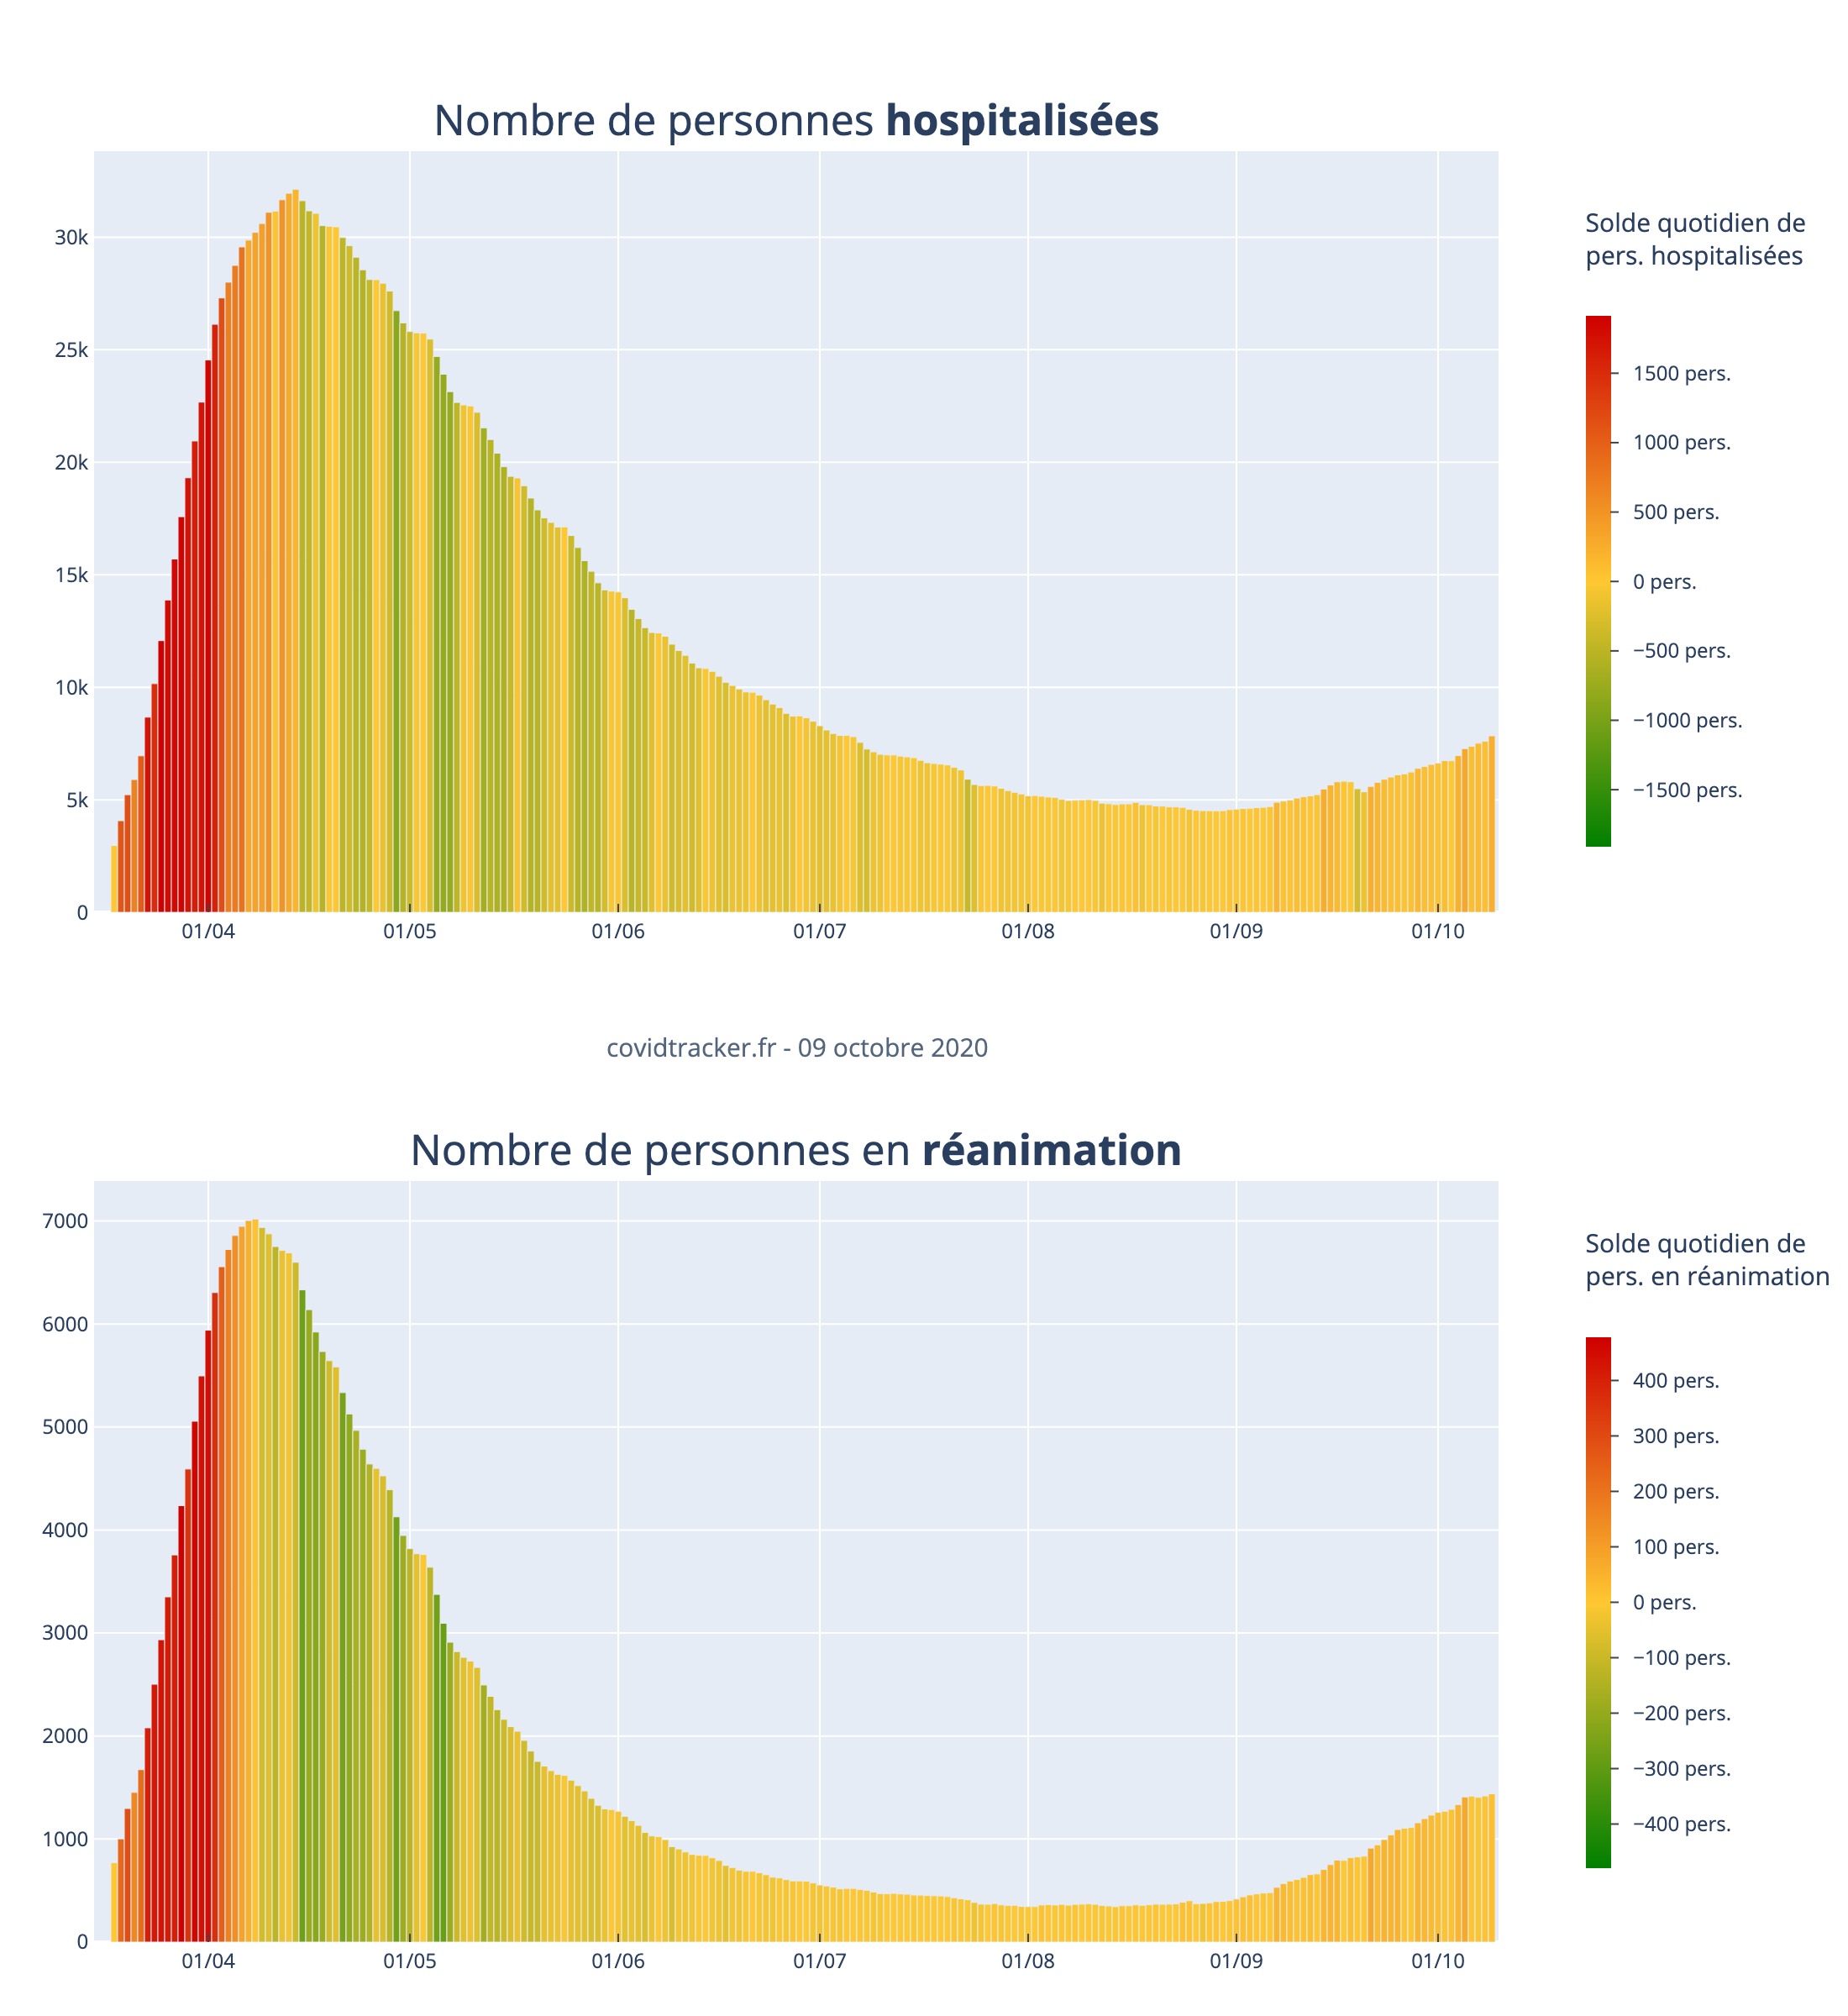 Nombre de personnes hospitalisées
Solde quotidien de
pers. hospitalisées
30k
25k
20k
15k
10k
5k
0
1500 pers.
1000 pers.
500 pers.
0 pers.
−500 pers.
−1000 pers.
−1500 pers.
01/04 01/05 01/06 01/07 01/08 01/09 01/10
covidtracker.fr - 09 octobre 2020
Nombre de personnes en réanimation
Solde quotidien de
pers. en réanimation
7000
6000
5000
4000
3000
2000
1000
0
400 pers.
300 pers.
200 pers.
100 pers.
0 pers.
−100 pers.
−200 pers.
−300 pers.
−400 pers.
01/04 01/05 01/06 01/07 01/08 01/09 01/10